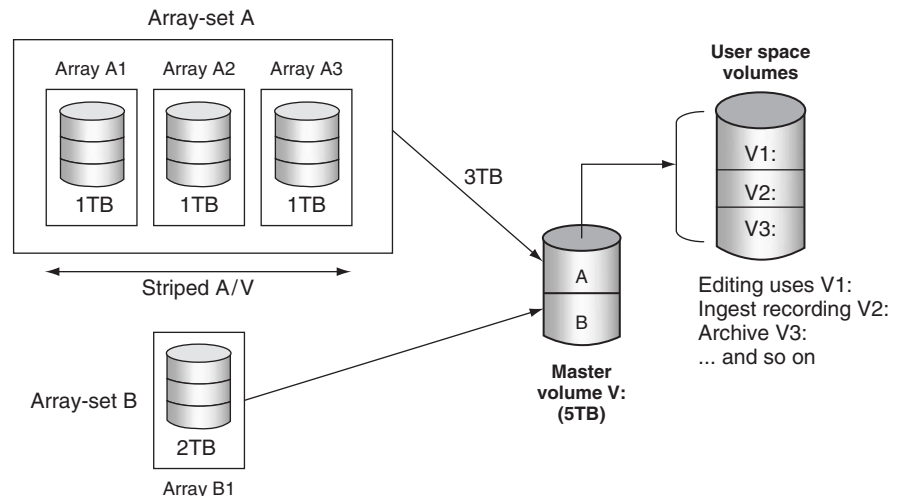 Array-set A
Array A1
Array A2
Array A3
1TB
1TB
1TB
Striped A/V
3TB
User space
volumes
V1:
V2:
V3:
Editing uses V1:
Ingest recording V2:
Archive V3:
... and so on
A
B
Master
volume V:
(5TB)
Array-set B
2TB
Array B1